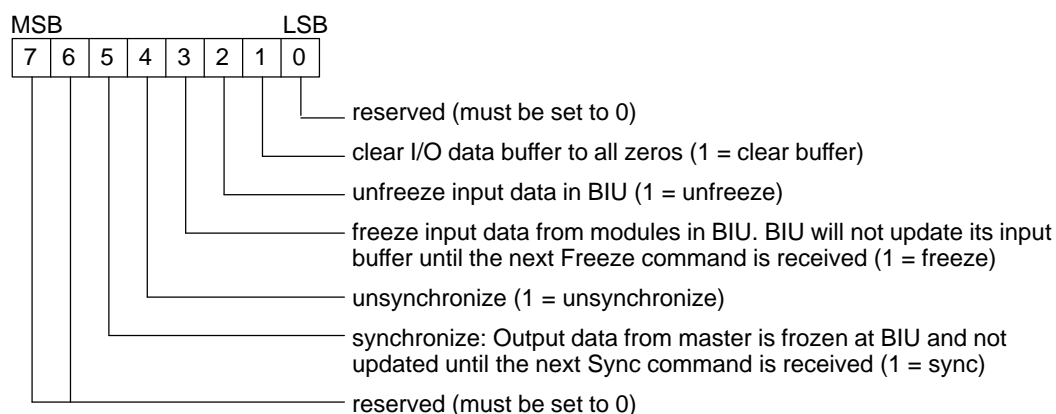 MSB LSB
7 6 5 4 3 2 1 0
reserved (must be set to 0)
clear I/O data buffer to all zeros (1 = clear buffer)
unfreeze input data in BIU (1 = unfreeze)
freeze input data from modules in BIU. BIU will not update its input
buffer until the next Freeze command is received (1 = freeze)
unsynchronize (1 = unsynchronize)
synchronize: Output data from master is frozen at BIU and not
updated until the next Sync command is received (1 = sync)
reserved (must be set to 0)